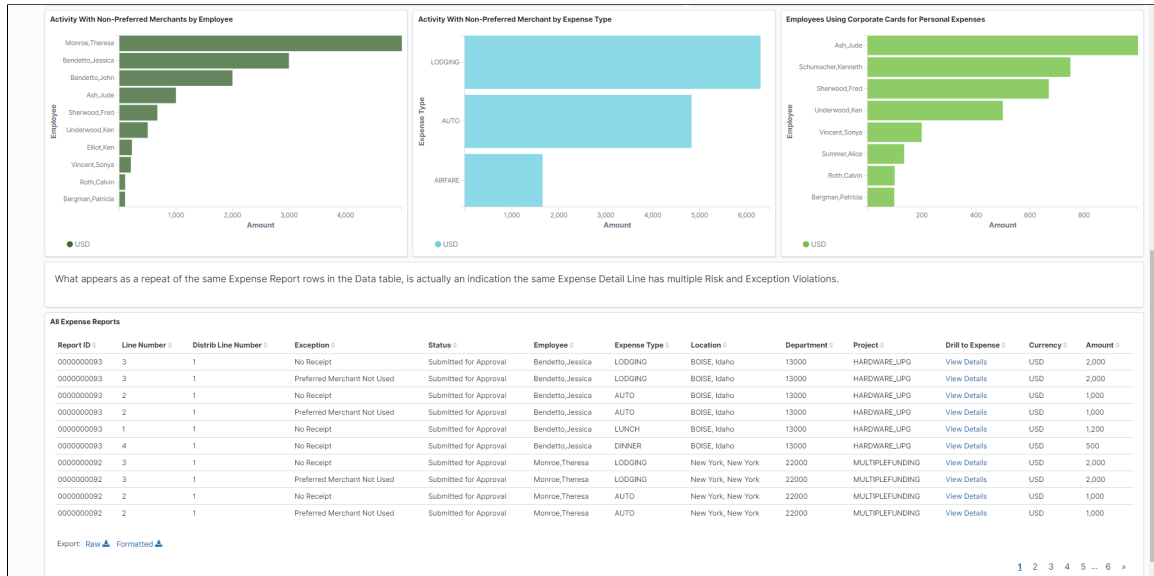 Activity With Non-Preferred Merchants by Employee
Employee
Monroe,Theresa
Bendetto,Jessica
Bendetto,John
Ash,Jude
Sherwood,Fred
Underwood,Ken
Elliot,Ken
Vincent,Sonya
Roth,Calvin
Bergman,Patricia
1,000 2,000 3,000 4,000
Amount
USD
Activity With Non-Preferred Merchant by Expense Type
Expense Type
LODGING
AUTO
AIRFARE
1,000 2,000 3,000 4,000 5,000 6,000
Amount
USD
Employees Using Corporate Cards for Personal Expenses
Employee
Ash,Jude
Schumacher,Kenneth
Sherwood,Fred
Underwood,Ken
Vincent,Sonya
Summer,Alice
Roth,Calvin
Bergman,Patricia
200 400 600 800
Amount
USD
What appears as a repeat of the same Expense Report rows in the Data table, is actually an indication the same Expense Detail Line has multiple Risk and Exception Violations.
All Expense Reports
Report ID Line Number Distrib Line Number Exception Status Employee Expense Type Location Department Project Drill to Expense Currency Amount
0000000093 3 1 No Receipt Submitted for Approval Bendetto,Jessica LODGING BOISE, Idaho 13000 HARDWARE_UPG View Details USD 2,000
0000000093 3 1 Preferred Merchant Not Used Submitted for Approval Bendetto,Jessica LODGING BOISE, Idaho 13000 HARDWARE_UPG View Details USD 2,000
0000000093 2 1 No Receipt Submitted for Approval Bendetto,Jessica AUTO BOISE, Idaho 13000 HARDWARE_UPG View Details USD 1,000
0000000093 2 1 Preferred Merchant Not Used Submitted for Approval Bendetto,Jessica AUTO BOISE, Idaho 13000 HARDWARE_UPG View Details USD 1,000
0000000093 1 1 No Receipt Submitted for Approval Bendetto,Jessica LUNCH BOISE, Idaho 13000 HARDWARE_UPG View Details USD 1,200
0000000093 4 1 No Receipt Submitted for Approval Bendetto,Jessica DINNER BOISE, Idaho 13000 HARDWARE_UPG View Details USD 500
0000000092 3 1 No Receipt Submitted for Approval Monroe,Theresa LODGING New York, New York 22000 MULTIPLEFUNDING View Details USD 2,000
0000000092 3 1 Preferred Merchant Not Used Submitted for Approval Monroe,Theresa LODGING New York, New York 22000 MULTIPLEFUNDING View Details USD 2,000
0000000092 2 1 No Receipt Submitted for Approval Monroe,Theresa AUTO New York, New York 22000 MULTIPLEFUNDING View Details USD 1,000
0000000092 2 1 Preferred Merchant Not Used Submitted for Approval Monroe,Theresa AUTO New York, New York 22000 MULTIPLEFUNDING View Details USD 1,000
Export: Raw Formatted
1 2 3 4 5 ... 6 »